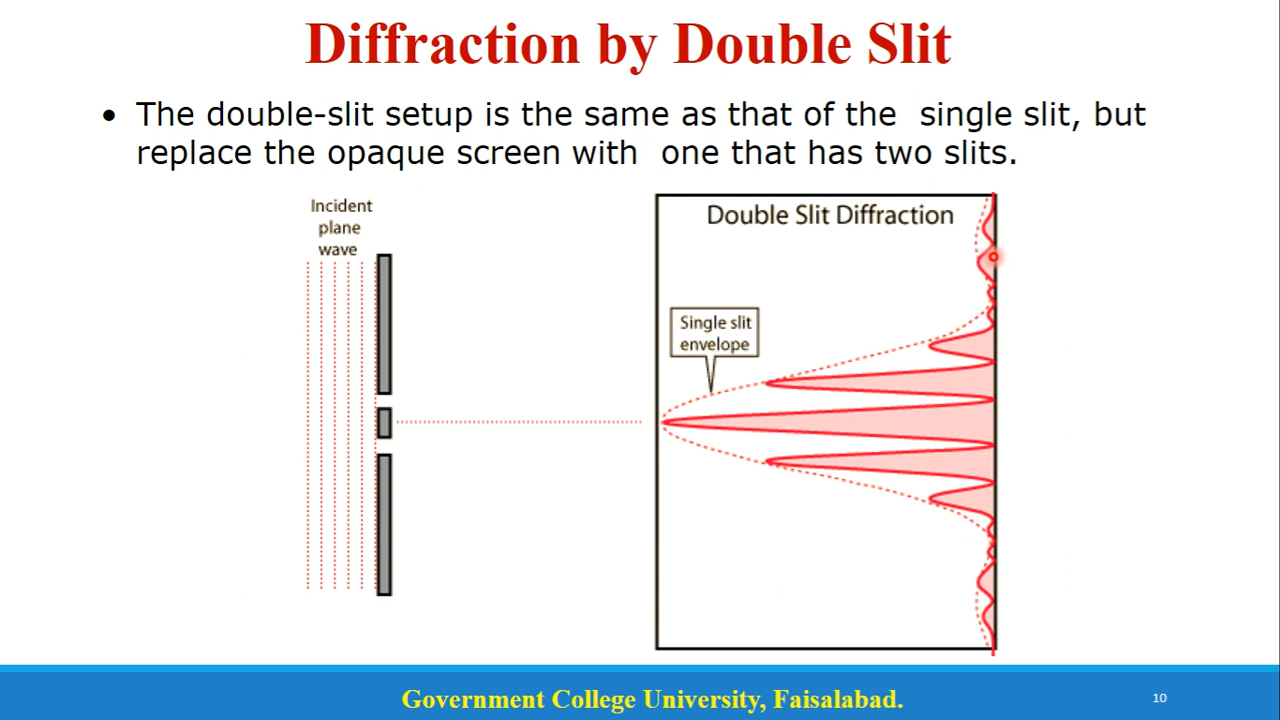 Diffraction by Double Slit
• The double-slit setup is the same as that of the single slit, but
replace the opaque screen with one that has two slits.
Incident
plane
wave
Double Slit Diffraction
Single slit
envelope
Government College University, Faisalabad.
10